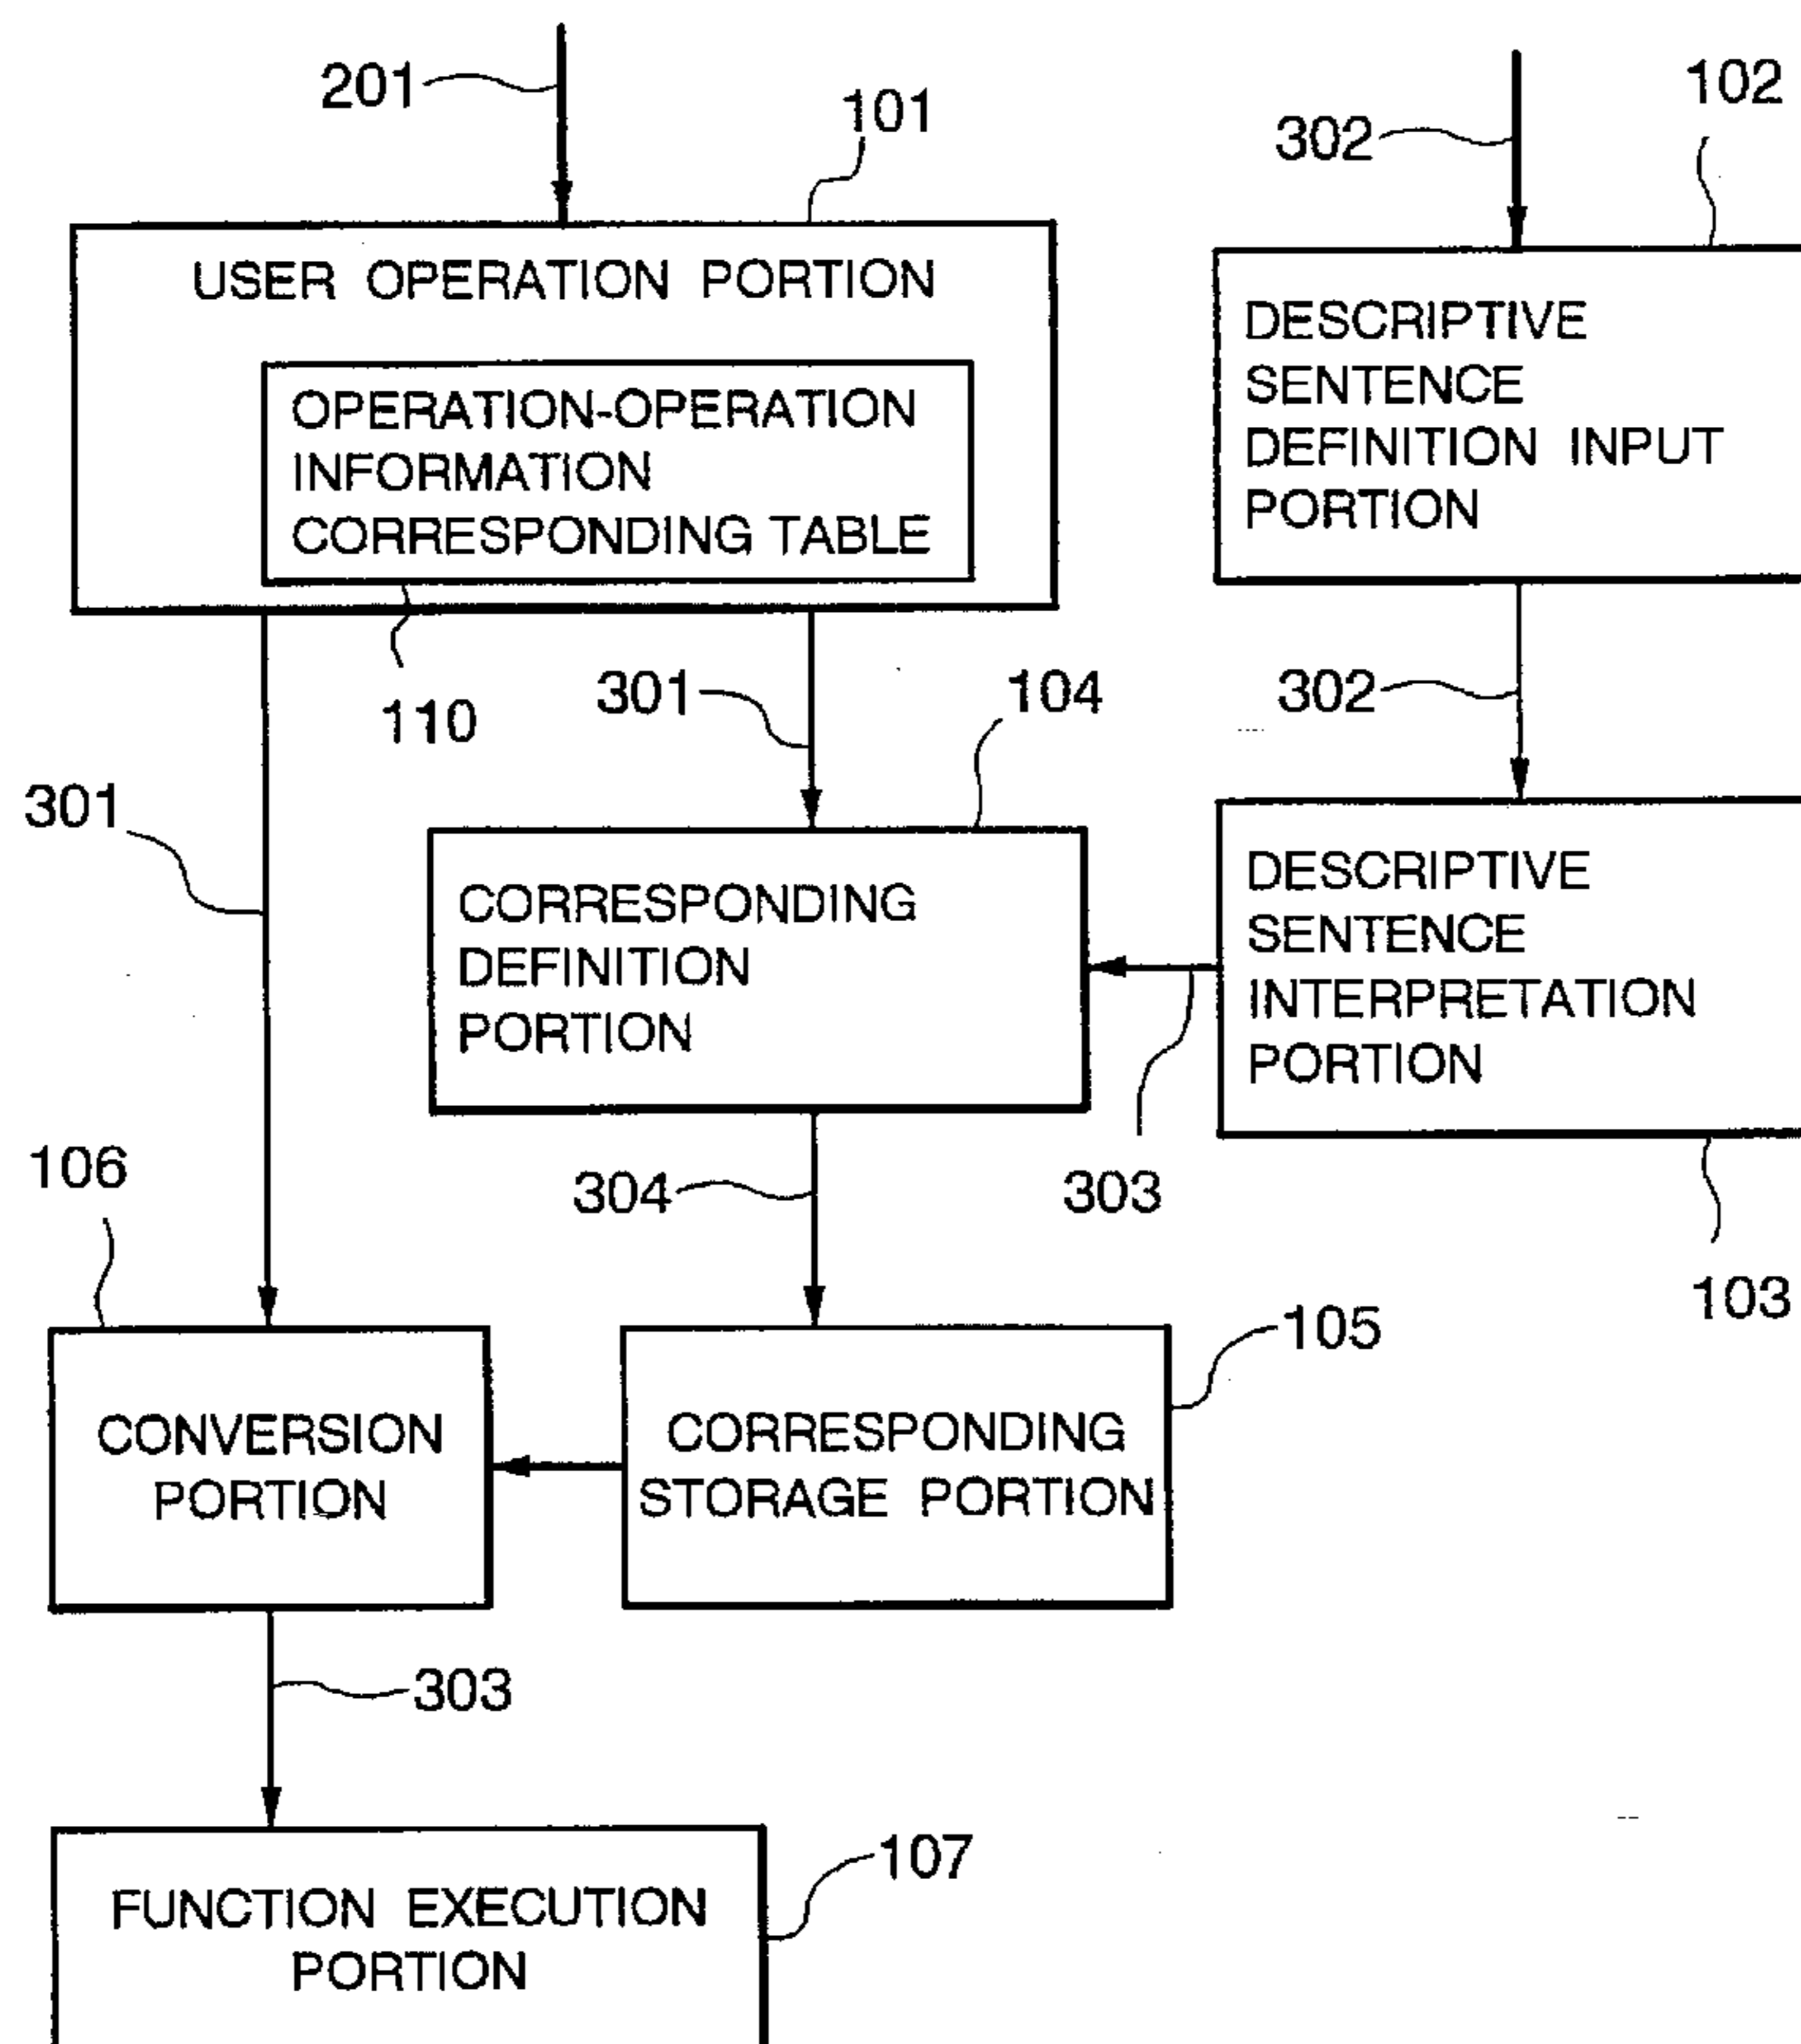 201
101
302
102
USER OPERATION PORTION
OPERATION-OPERATION
INFORMATION
CORRESPONDING TABLE
DESCRIPTIVE
SENTENCE
DEFINITION INPUT
PORTION
110
301
104
302
301
CORRESPONDING
DEFINITION
PORTION
DESCRIPTIVE
SENTENCE
INTERPRETATION
PORTION
106
304
303
103
105
CONVERSION
PORTION
CORRESPONDING
STORAGE PORTION
303
107
FUNCTION EXECUTION
PORTION